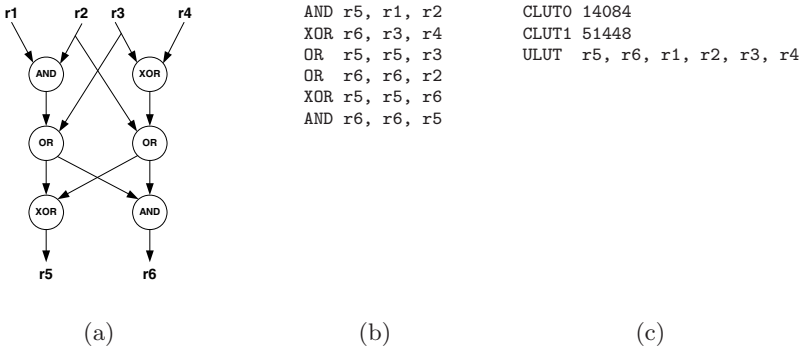 r1 r2 r3 r4
AND XOR
OR OR
XOR AND
r5 r6
(a)
AND r5, r1, r2
XOR r6, r3, r4
OR r5, r5, r3
OR r6, r6, r2
XOR r5, r5, r6
AND r6, r6, r5
(b)
CLUT0 14084
CLUT1 51448
ULUT r5, r6, r1, r2, r3, r4
(c)